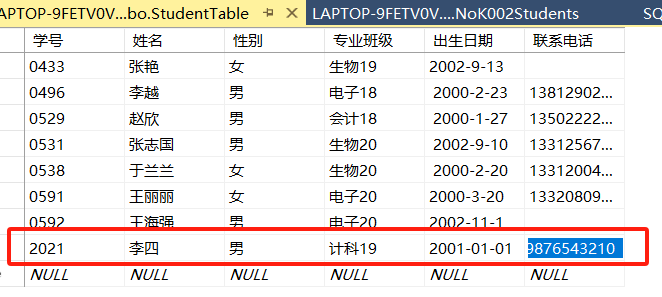 APTOP-9FETV0V...bo.StudentTable LAPTOP-9FETV0V....NoK002Students SQ
学号 姓名 性别 专业班级 出生日期 联系电话
0433 张艳 女 生物19 2002-9-13
0496 李越 男 电子18 2000-2-23 13812902...
0529 赵欣 男 会计18 2000-1-27 13502222...
0531 张志国 男 生物20 2002-9-10 13312567...
0538 于兰兰 女 生物20 2000-2-20 13312004...
0591 王丽丽 女 电子20 2000-3-20 13320809...
0592 王海强 男 电子20 2002-11-1
2021 李四 男 计科19 2001-01-01 9876543210
NULL NULL NULL NULL NULL NULL